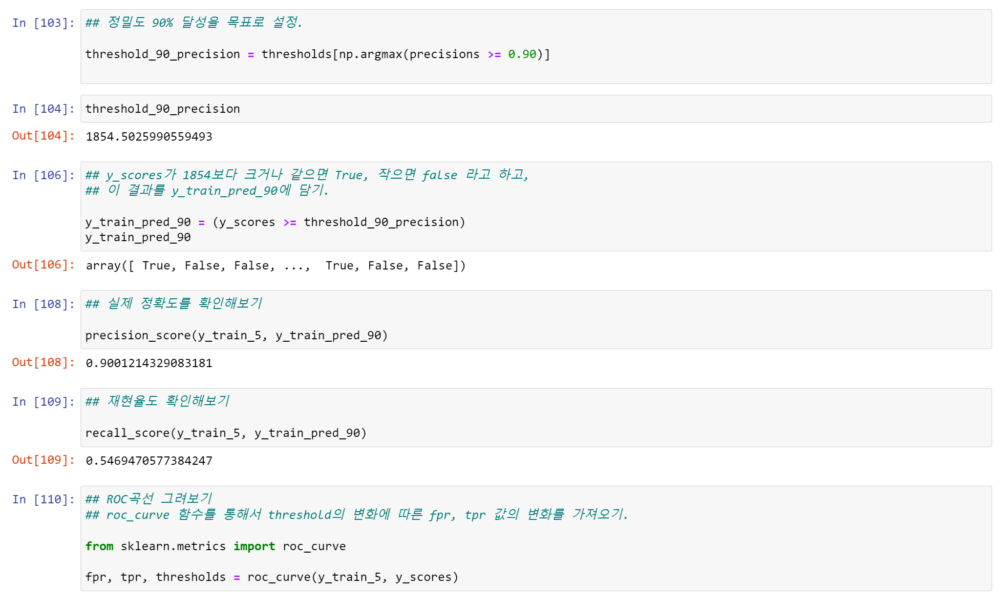 In [103]: ## 정밀도 90% 달성을 목표로 설정.
threshold_90_precision = thresholds[np.argmax(precisions >= 0.90)]
In [104]: threshold_90_precision
Out[104]: 1854.5025990559493
In [106]: ## y_scores가 1854보다 크거나 같으면 True, 작으면 false 라고 하고,
## 이 결과를 y_train_pred_90에 담기.
y_train_pred_90 = (y_scores >= threshold_90_precision)
y_train_pred_90
Out[106]: array([ True, False, False, ...,  True, False, False])
In [108]: ## 실제 정확도를 확인해보기
precision_score(y_train_5, y_train_pred_90)
Out[108]: 0.9001214329083181
In [109]: ## 재현율도 확인해보기
recall_score(y_train_5, y_train_pred_90)
Out[109]: 0.5469470577384247
In [110]: ## ROC곡선 그려보기
## roc_curve 함수를 통해서 threshold의 변화에 따른 fpr, tpr 값의 변화를 가져오기.
from sklearn.metrics import roc_curve
fpr, tpr, thresholds = roc_curve(y_train_5, y_scores)